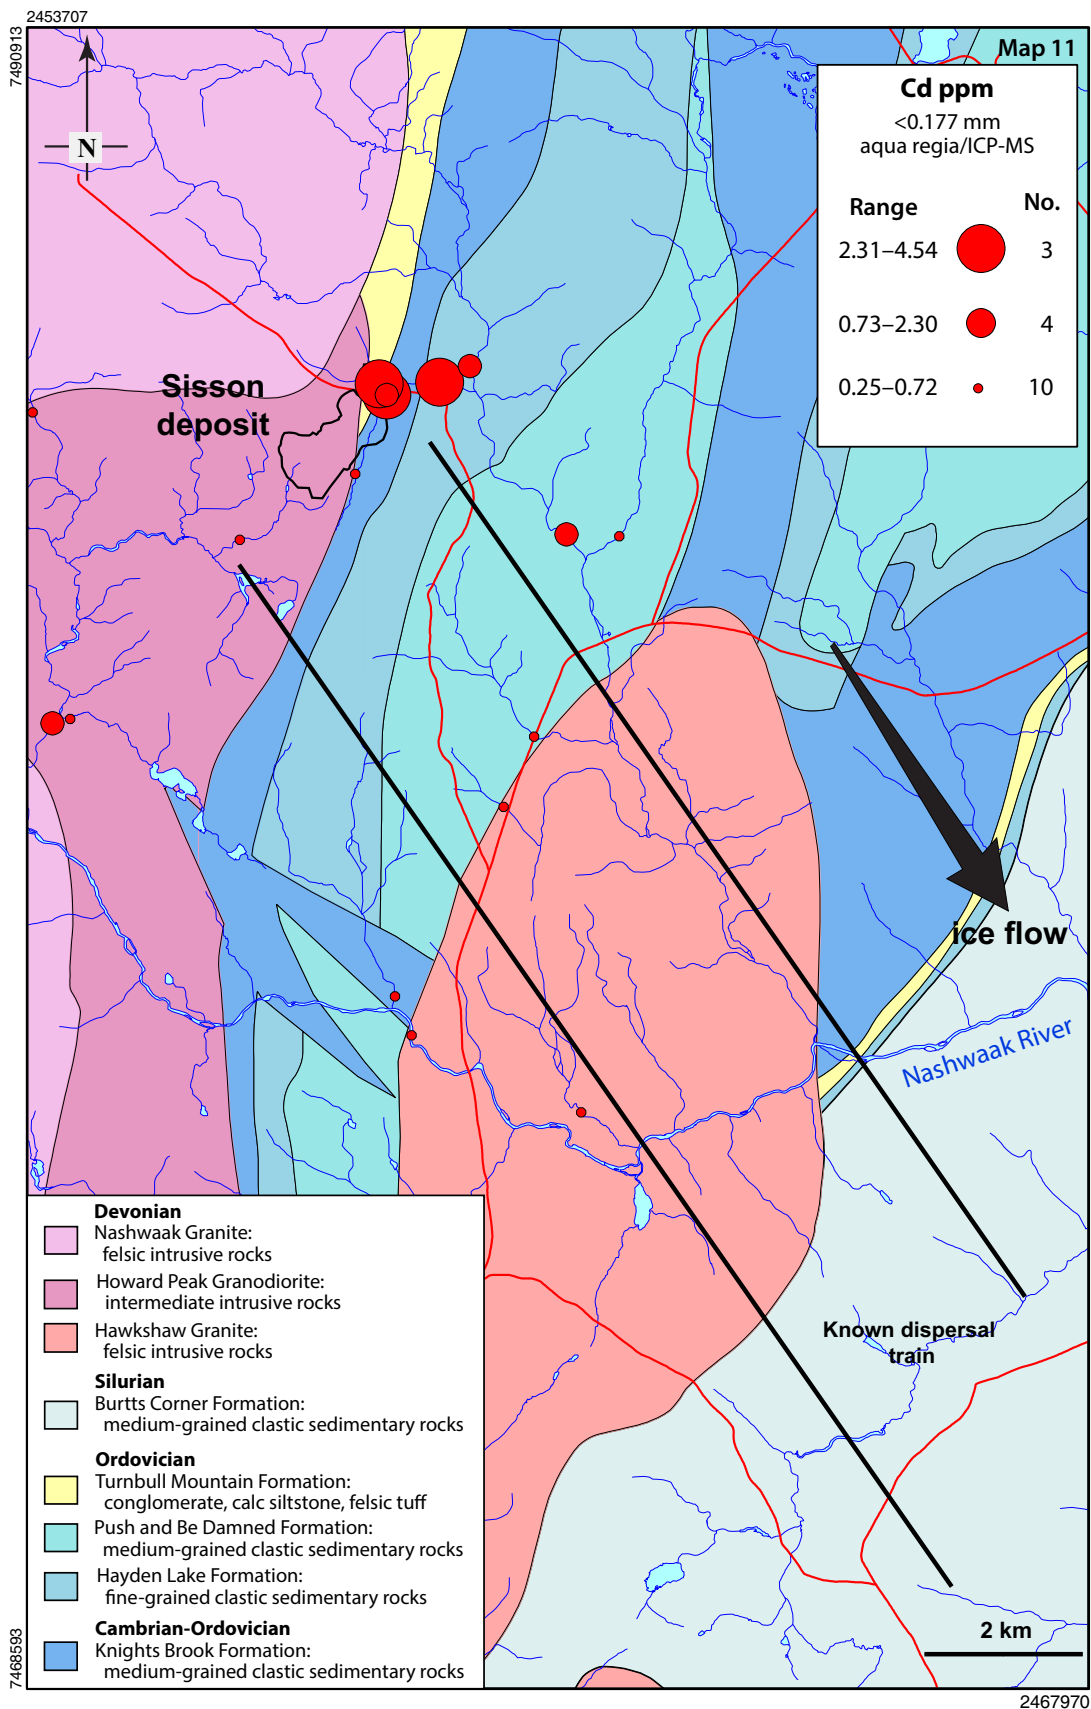 2453707
7490913
Map 11
N
Cd ppm
<0.177 mm
aqua regia/ICP-MS
Range No.
2.31–4.54 3
0.73–2.30 4
0.25–0.72 10
Sisson
deposit
ice flow
Nashwaak River
Known dispersal
train
2 km
Devonian
Nashwaak Granite:
felsic intrusive rocks
Howard Peak Granodiorite:
intermediate intrusive rocks
Hawkshaw Granite:
felsic intrusive rocks
Silurian
Burtts Corner Formation:
medium-grained clastic sedimentary rocks
Ordovician
Turnbull Mountain Formation:
conglomerate, calc siltstone, felsic tuff
Push and Be Damned Formation:
medium-grained clastic sedimentary rocks
Hayden Lake Formation:
fine-grained clastic sedimentary rocks
Cambrian-Ordovician
Knights Brook Formation:
medium-grained clastic sedimentary rocks
7468593
2467970